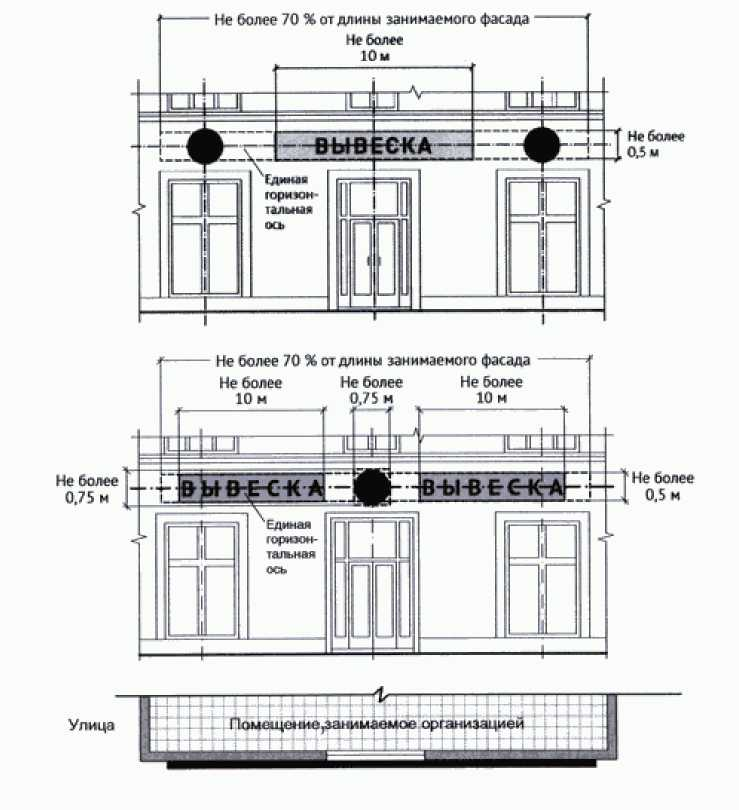 Не более 70 % от длины занимаемого фасада
Не более
10 м
ВЫВЕСКА
Не более
0,5 м
Единая
горизон-
тальная
ось
Не более 70 % от длины занимаемого фасада
Не более
10 м
Не более
0,75 м
Не более
10 м
Не более
0,75 м
ВЫВЕСКА
ВЫВЕСКА
Не более
0,5 м
Единая
горизон-
тальная
ось
Улица
Помещение,занимаемое организацией